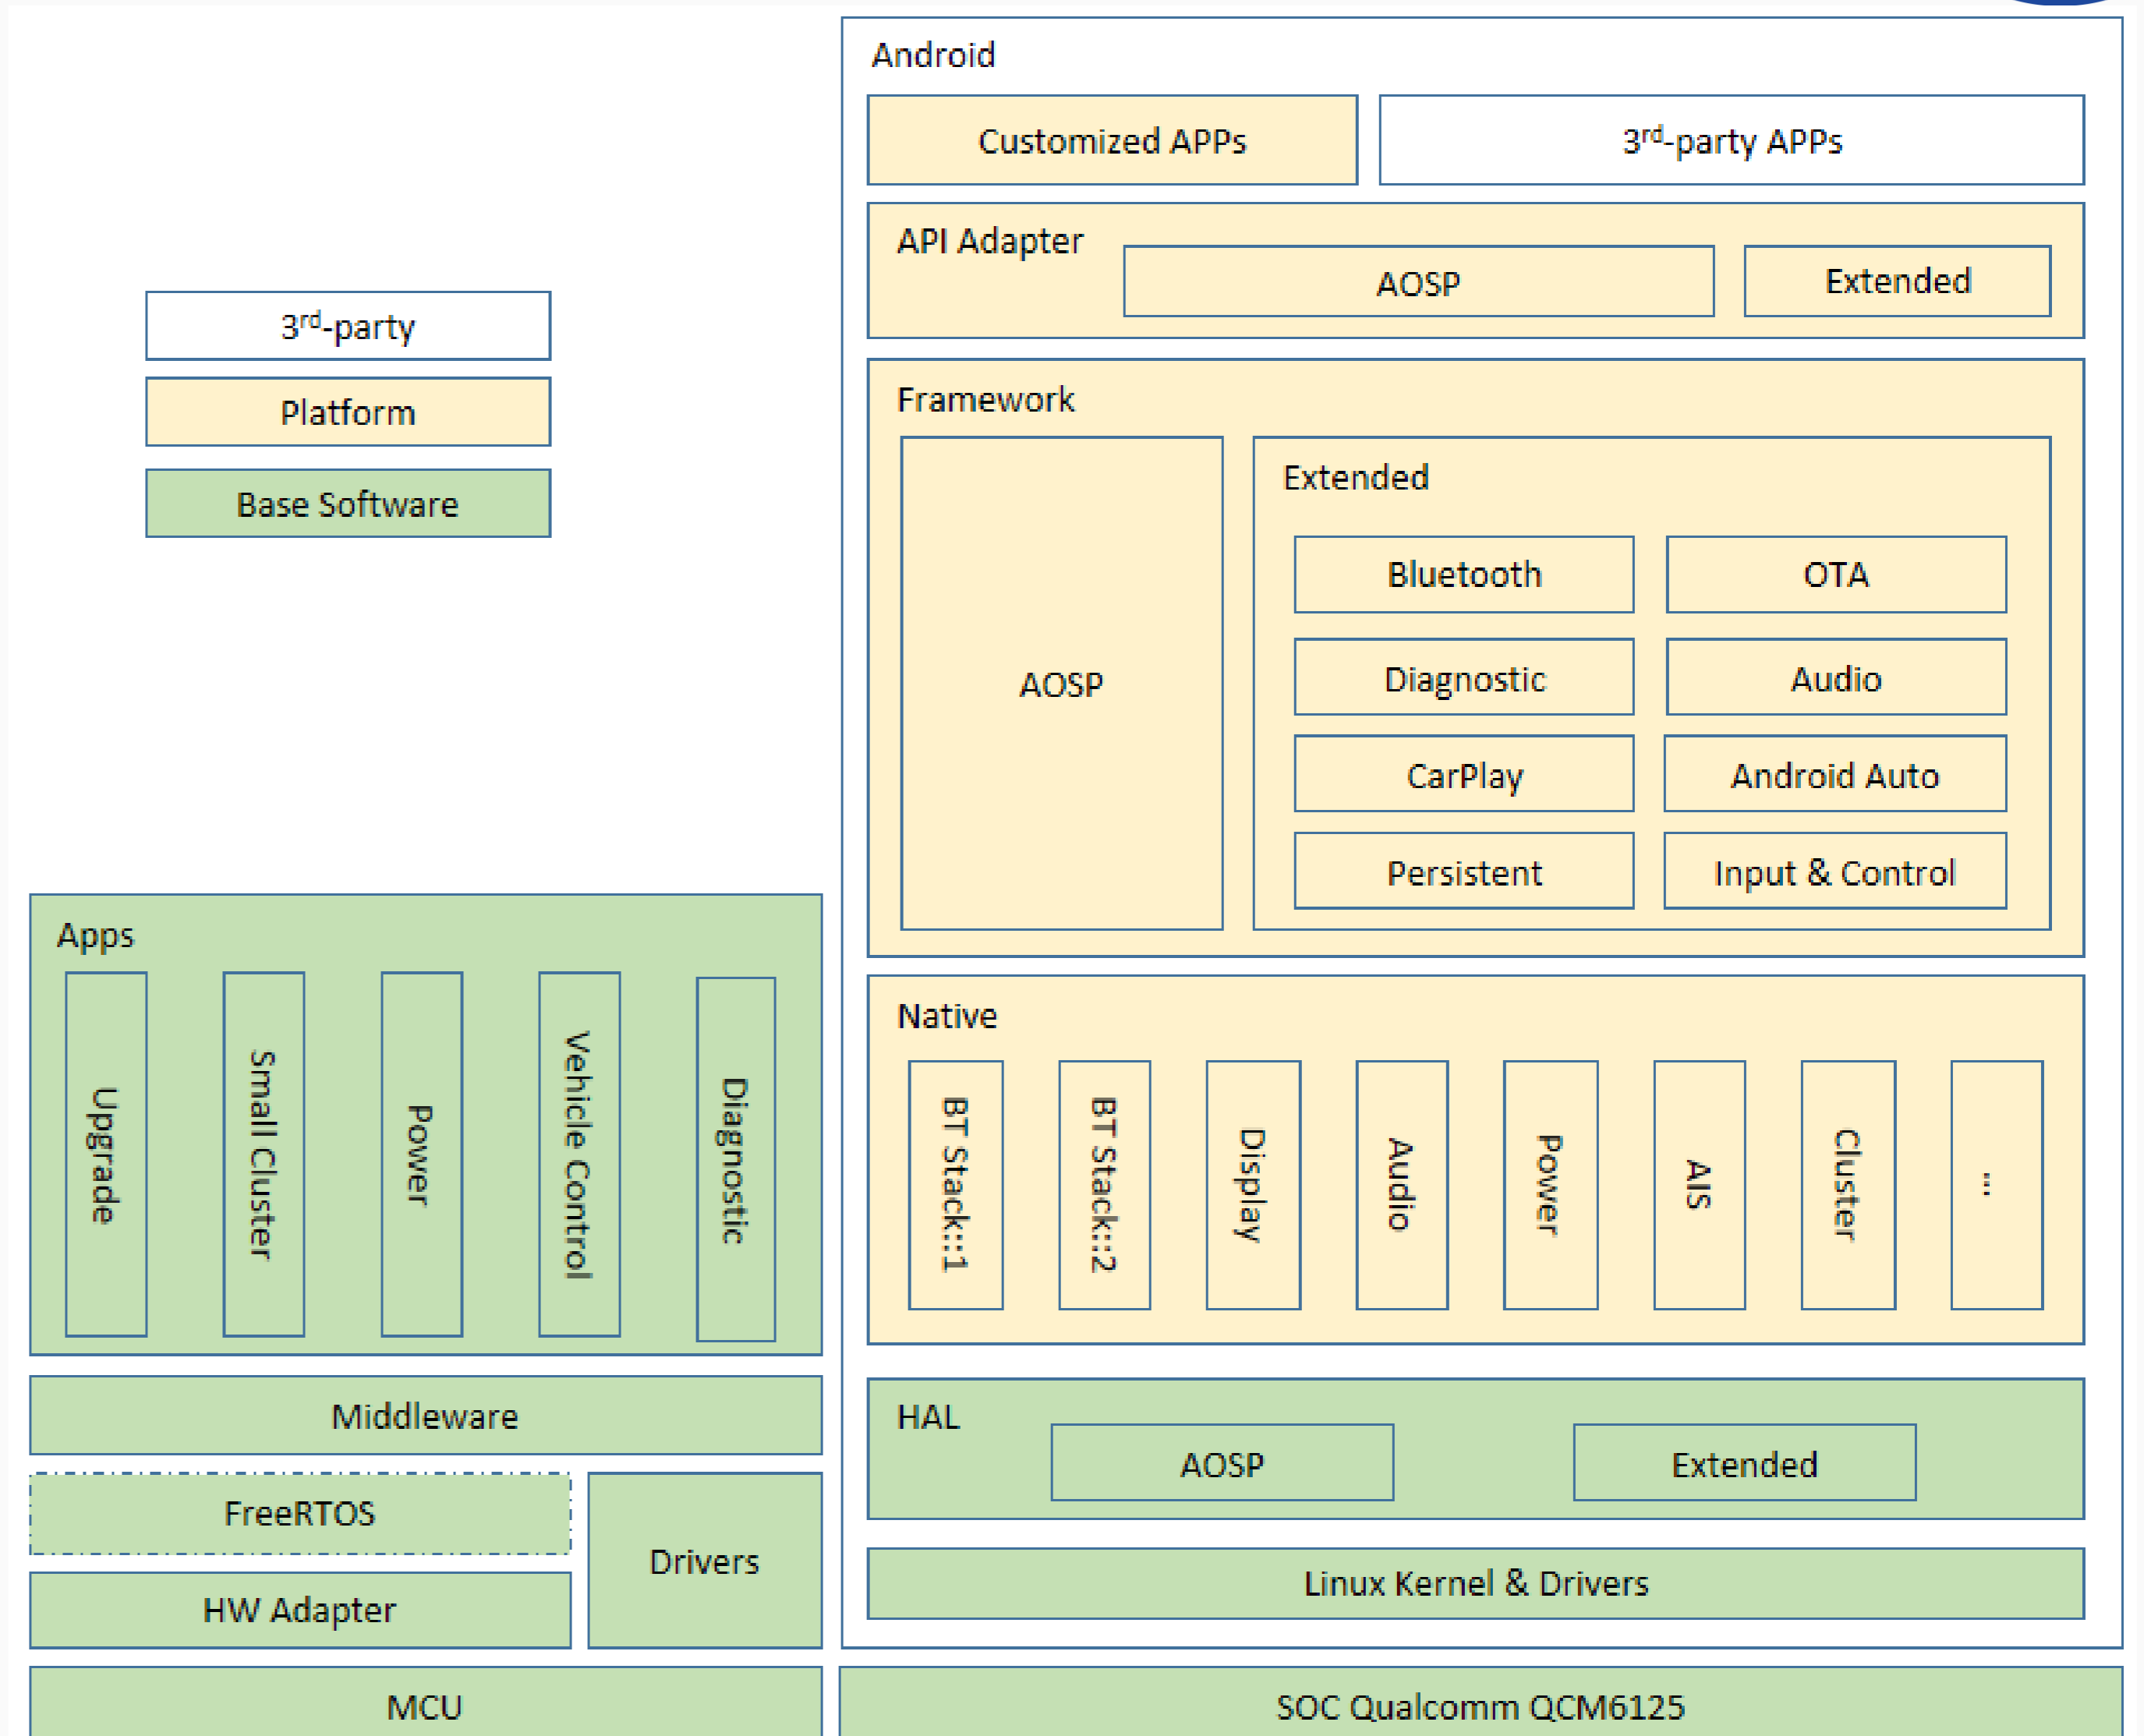 3rd-party
Platform
Base Software
Apps
Upgrade
Small Cluster
Power
Vehicle Control
Diagnostic
Middleware
FreeRTOS
HW Adapter
Drivers
MCU
Android
Customized APPs
3rd-party APPs
API Adapter
AOSP
Extended
Framework
AOSP
Extended
Bluetooth
OTA
Diagnostic
Audio
CarPlay
Android Auto
Persistent
Input & Control
Native
BT Stack::1
BT Stack::2
Display
Audio
Power
AIS
Cluster
...
HAL
AOSP
Extended
Linux Kernel & Drivers
SOC Qualcomm QCM6125